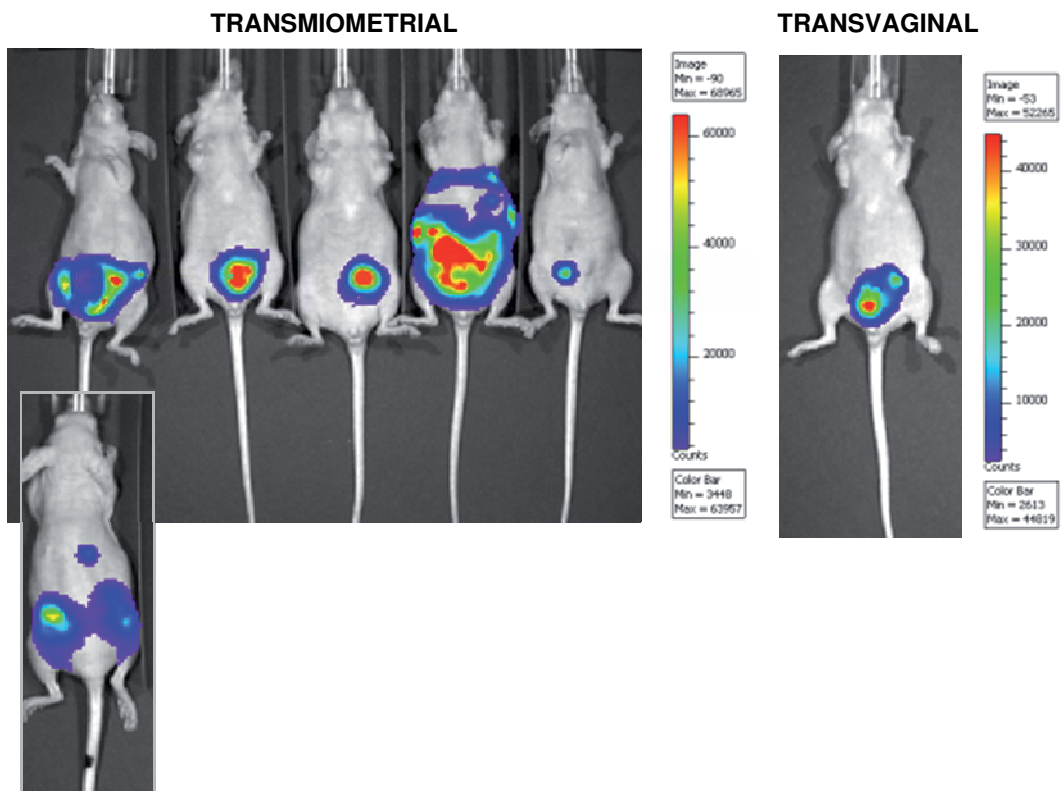 TRANSMIOMETRIAL
TRANSVAGINAL
Image
Min = -90
Max = 68965
60000
40000
20000
Counts
Color Bar
Min = 3448
Max = 63957
Image
Min = -53
Max = 52265
40000
30000
20000
10000
Counts
Color Bar
Min = 2613
Max = 44819